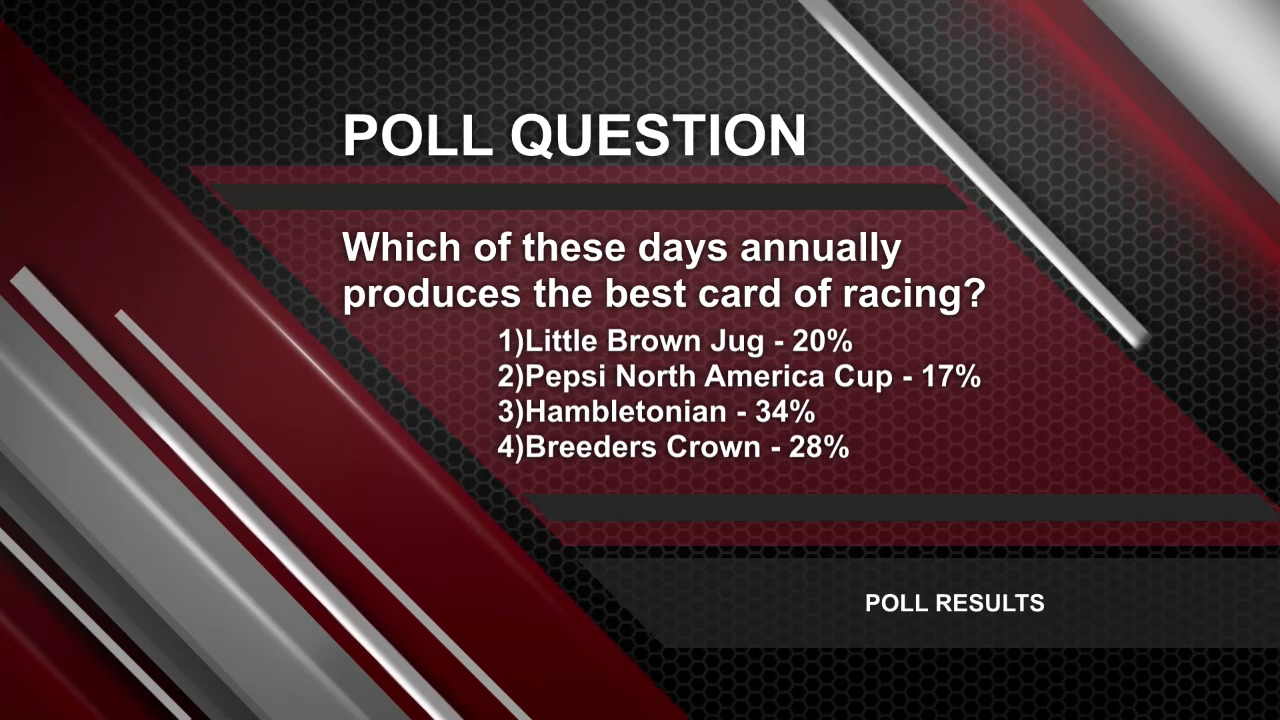 POLL QUESTION
Which of these days annually
produces the best card of racing?
1)Little Brown Jug - 20%
2)Pepsi North America Cup - 17%
3)Hambletonian - 34%
4)Breeders Crown - 28%
POLL RESULTS